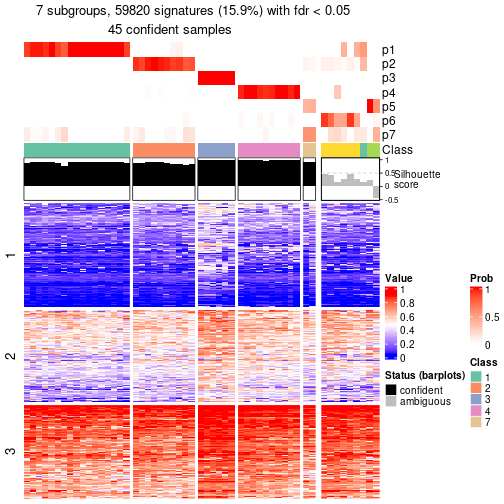 7 subgroups, 59820 signatures (15.9%) with fdr < 0.05
45 confident samples
p1
p2
p3
p4
p5
p6
p7
Class
1
0.5
0
-0.5
Silhouette
score
1
2
3
Value
1
0.8
0.6
0.4
0.2
0
Prob
1
0.5
0
Status (barplots)
confident
ambiguous
Class
1
2
3
4
7